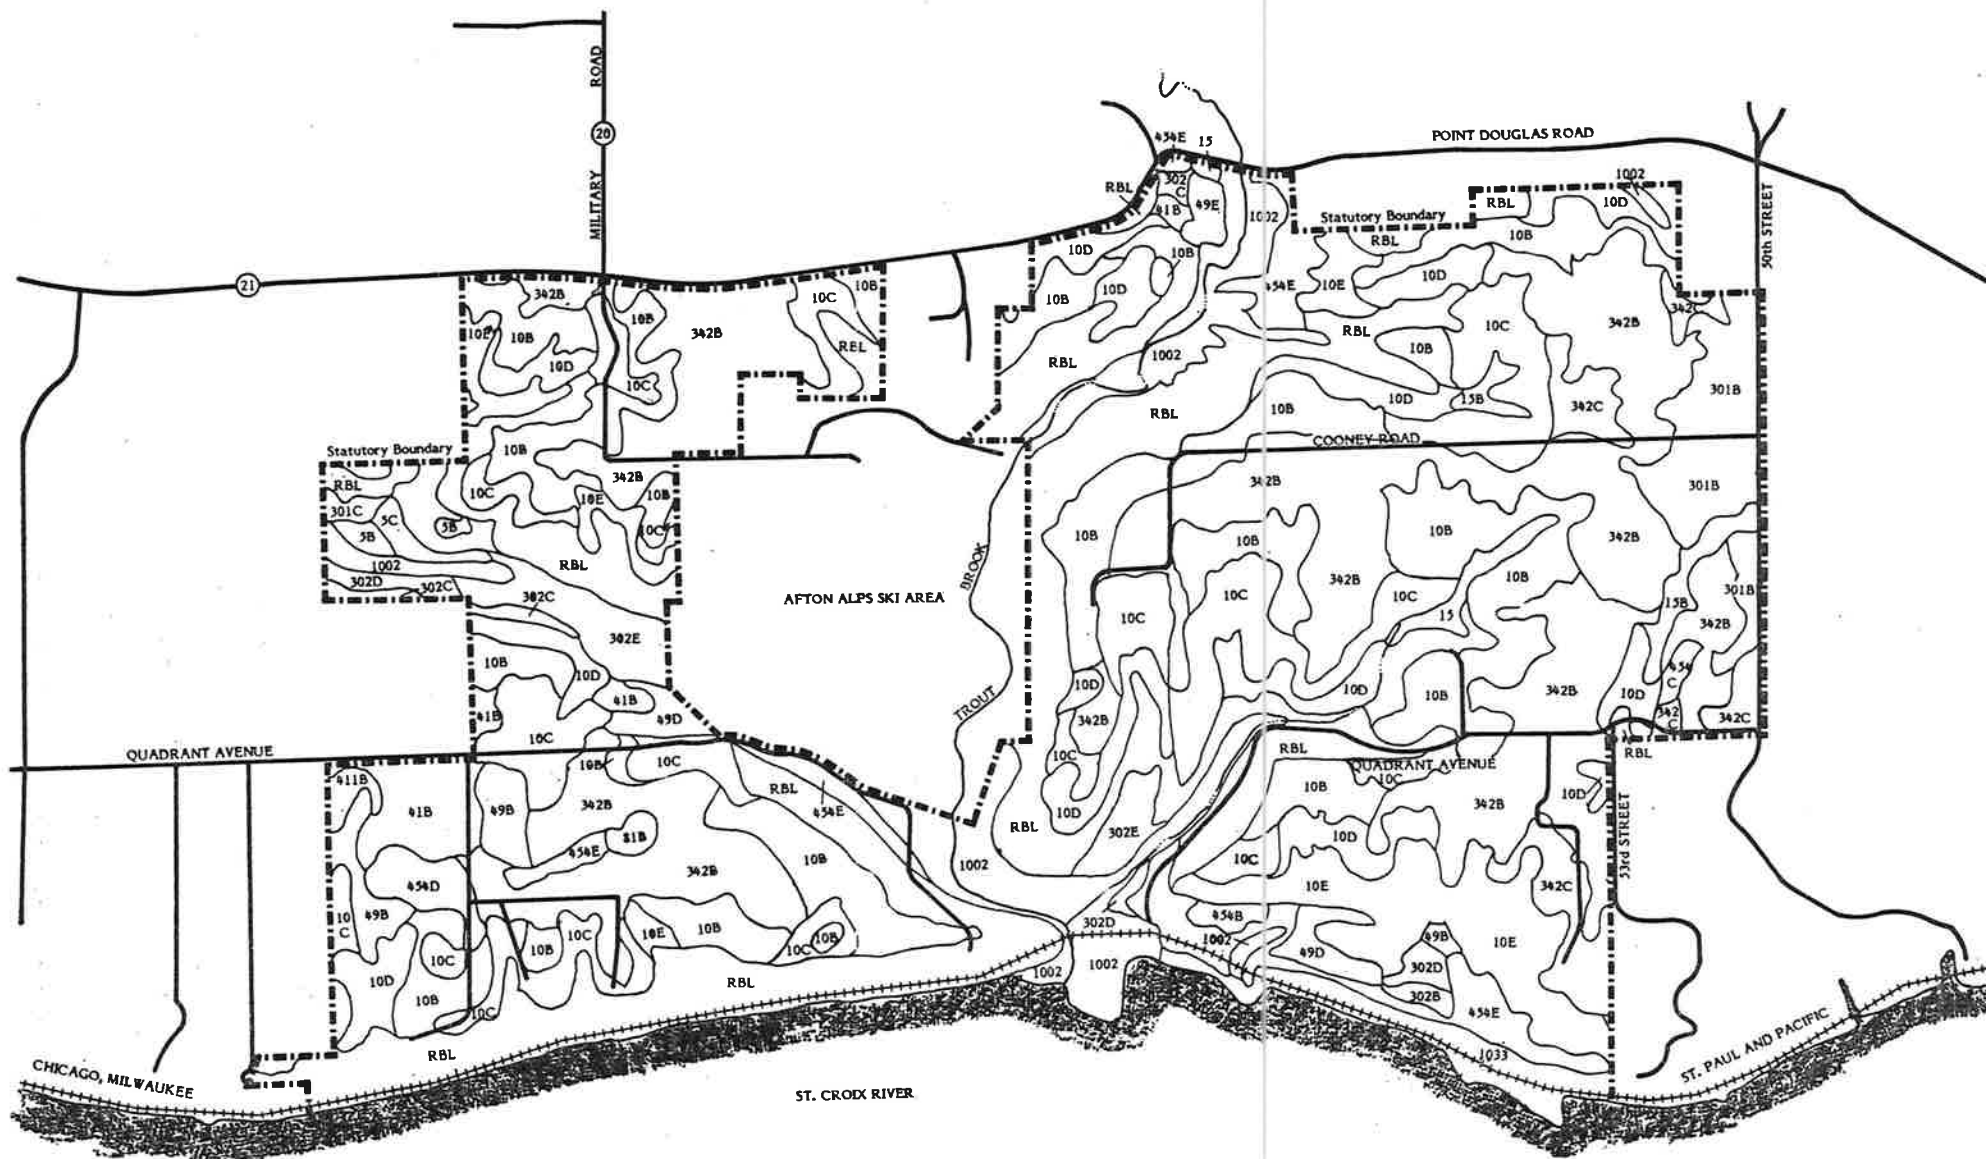 ROAD
20
MILITARY
454E
15
POINT DOUGLAS ROAD
RBL
302
C
41B
49E
1002
1002
RBL
10D
50th STREET
Statutory Boundary
RBL
10B
10D
10B
21
342B
10B
10C
10B
10B
10D
454E
10E
10D
342C
10E
10B
342B
RBL
RBL
1002
RBL
10C
342B
10D
10C
10B
301B
RBL
10B
10D
15B
342C
COONEY ROAD
Statutory Boundary
10B
342B
RBL
10C
10E
10B
342B
301B
301C
5C
5B
10C
5B
10B
10B
10B
342B
1002
RBL
BROOK
342B
10B
302D
302C
302C
AFTON ALPS SKI AREA
10C
10C
10C
15
15B
301B
342B
302E
10B
10D
41B
10D
10D
10B
342B
10D
454
C
41B
49D
TROUT
342B
342
C
342C
10C
QUADRANT AVENUE
RBL
RBL
411B
10B
10C
RBL
10C
QUADRANT AVENUE
10C
10B
41B
49B
342B
454E
10D
342B
10D
53rd STREET
454E
81B
10B
RBL
302E
10D
454D
342B
1002
10C
10E
342C
10
C
49B
10E
10B
10C
10B
302D
454B
10C
10B
10C
1002
49D
49B
10E
10D
10B
RBL
1002
1002
302D
302B
10C
454E
RBL
1033
CHICAGO, MILWAUKEE
ST. PAUL AND PACIFIC
ST. CROIX RIVER